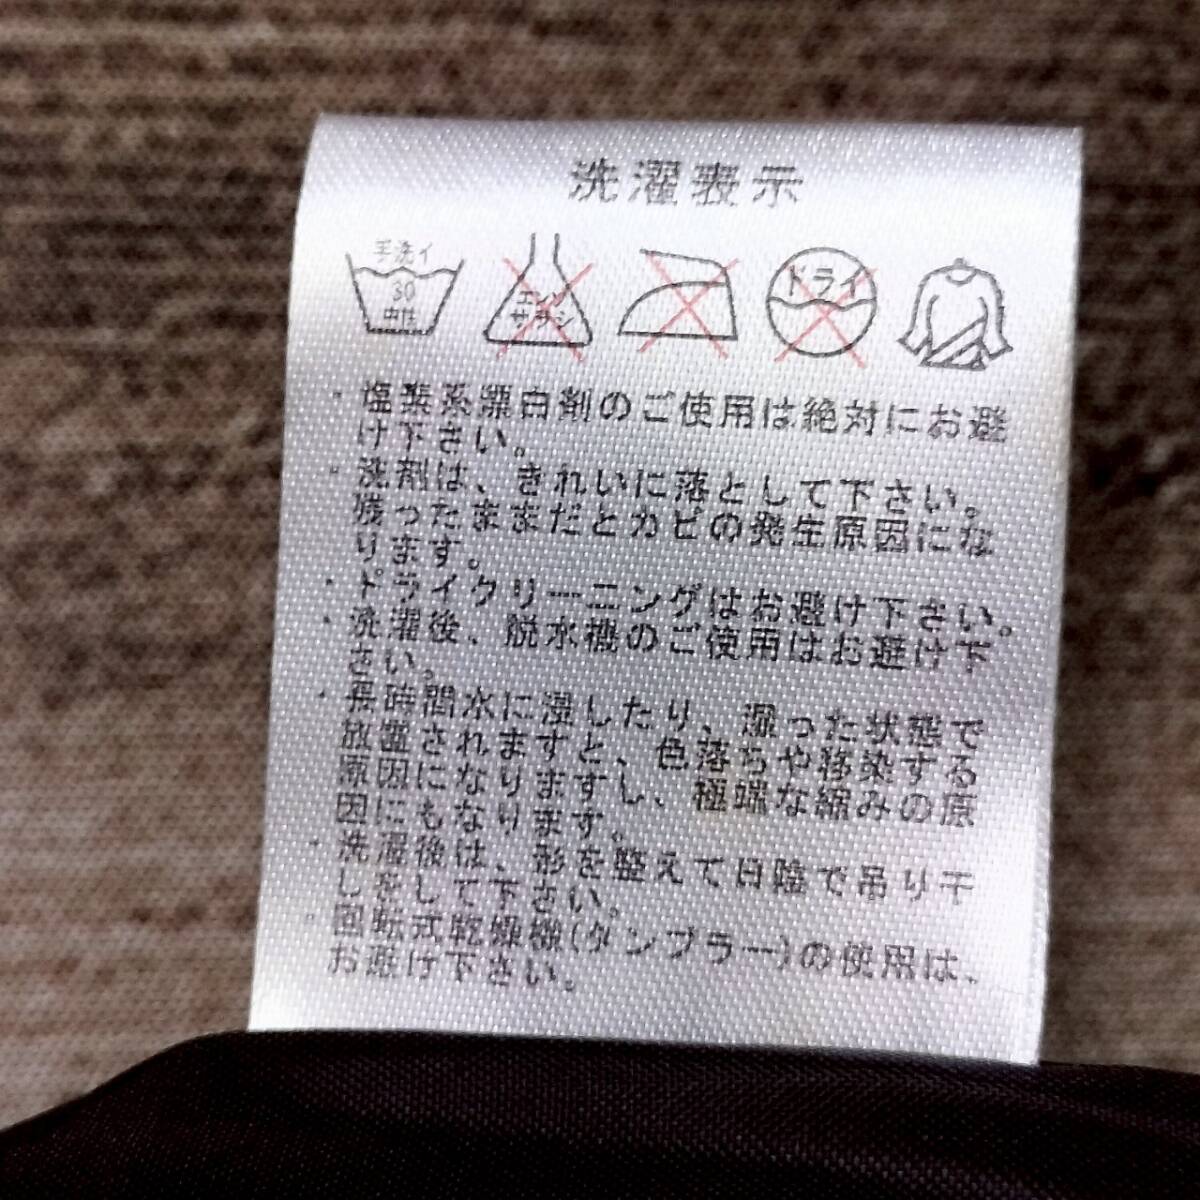 洗濯表示
手洗イ
30
中性
エンソ
サラシ
ドライ
・塩素系漂白剤のご使用は絶対にお避
け下さい。
・洗剤は、きれいに落として下さい。
残ったままだとカビの発生原因にな
ります。
・ドライクリーニングはお避け下さい。
・洗濯後、脱水機のご使用はお避け下
さい。
・長時間水に湿したり、湿った状態で
放置されますと、色落ちや移染する
原因になりますし、極端な縮みの原
因にもなります。
・洗濯後は、形を整えて日陰で吊り干
しをして下さい。
・回転式乾燥機(タンブラー)の使用は、
お避け下さい。